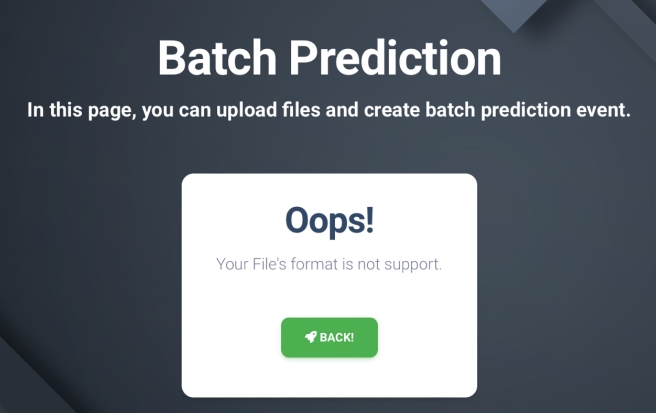 Batch Prediction
In this page, you can upload files and create batch prediction event.
Oops!
Your File's format is not support.
BACK!